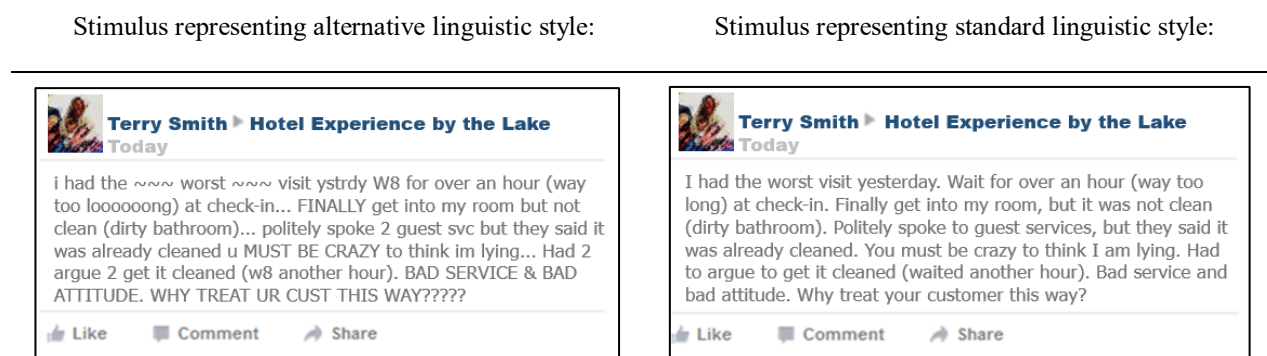 Stimulus representing alternative linguistic style:
Terry Smith ▶ Hotel Experience by the Lake
Today
i had the ~~~ worst ~~~ visit ystrdy W8 for over an hour (way
too loooooong) at check-in... FINALLY get into my room but not
clean (dirty bathroom)... politely spoke 2 guest svc but they said it
was already cleaned u MUST BE CRAZY to think im lying... Had 2
argue 2 get it cleaned (w8 another hour). BAD SERVICE & BAD
ATTITUDE. WHY TREAT UR CUST THIS WAY?????
Like Comment Share
Stimulus representing standard linguistic style:
Terry Smith ▶ Hotel Experience by the Lake
Today
I had the worst visit yesterday. Wait for over an hour (way too
long) at check-in. Finally get into my room, but it was not clean
(dirty bathroom). Politely spoke to guest services, but they said it
was already cleaned. You must be crazy to think I am lying. Had
to argue to get it cleaned (waited another hour). Bad service and
bad attitude. Why treat your customer this way?
Like Comment Share